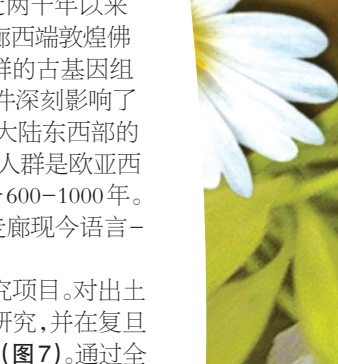 近两千年以来
廊西端敦煌佛
群的古基因组
件深刻影响了
大陆东西部的
人群是欧亚西
600-1000年。
走廊现今语言-
究项目。对出土
研究,并在复旦
(图7)。通过全